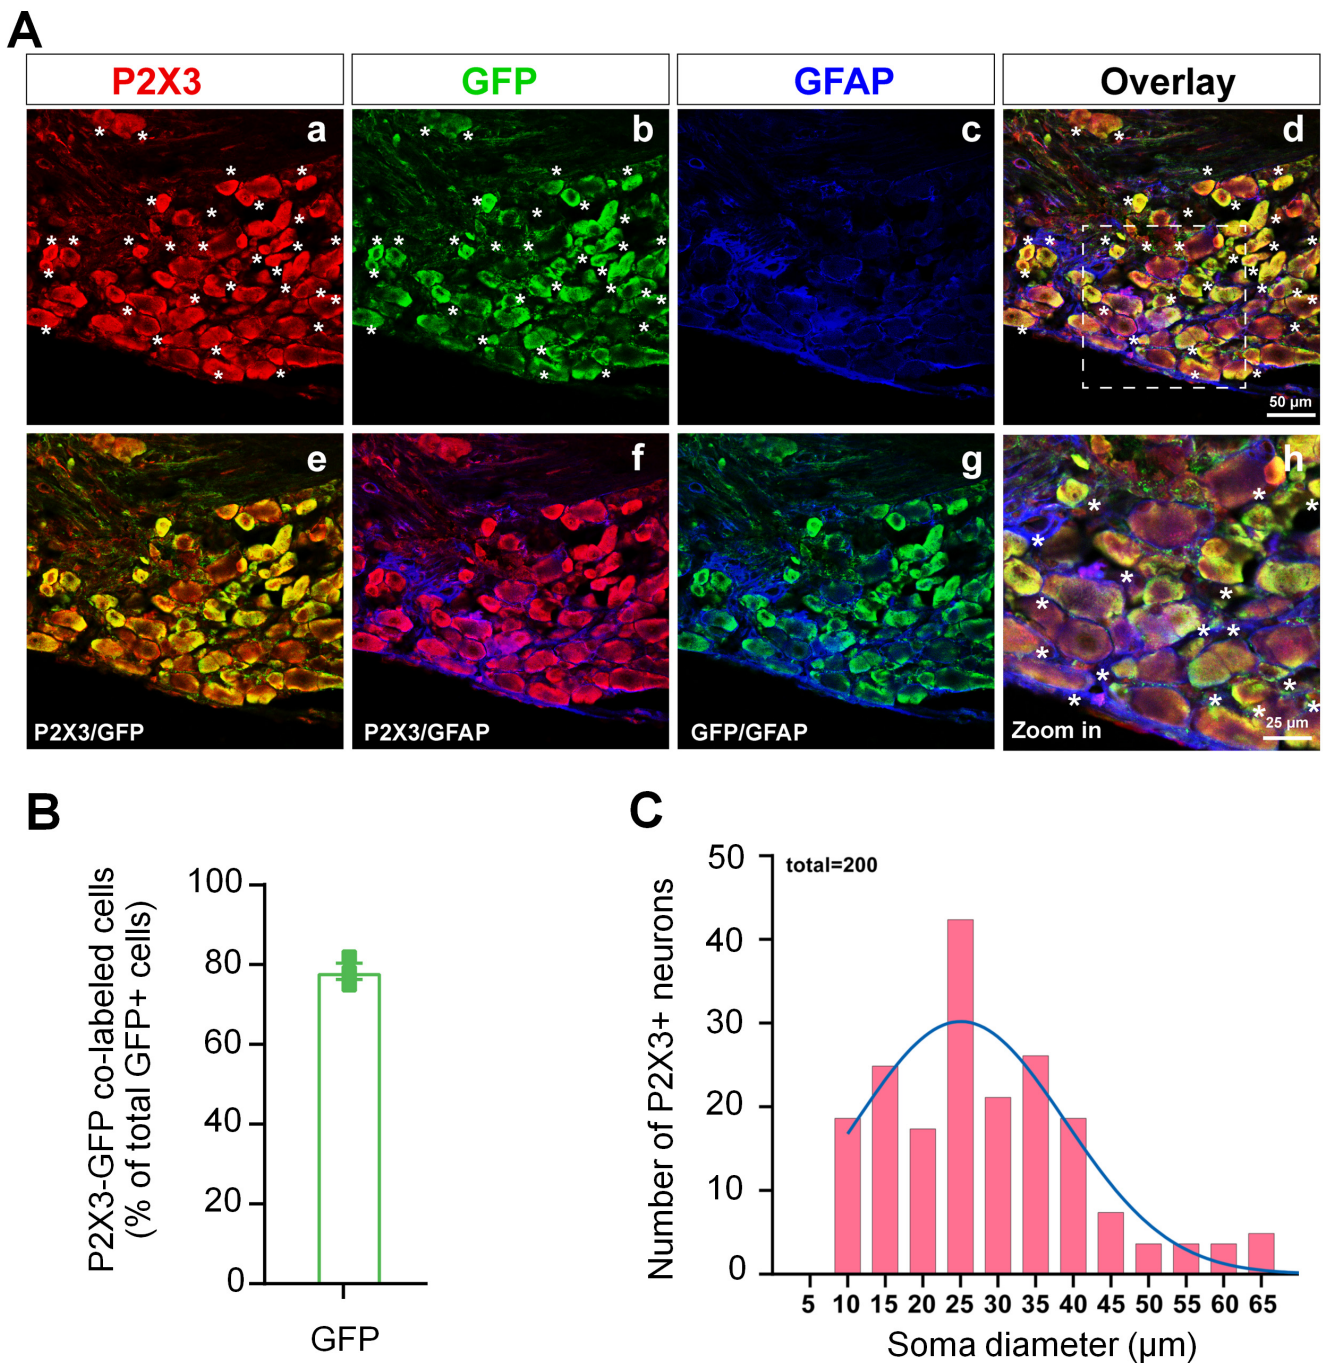 A
P2X3 GFP GFAP Overlay
a b c d
50 µm
e f g h
P2X3/GFP P2X3/GFAP GFP/GFAP Zoom in
25 µm
B
P2X3-GFP co-labeled cells
(% of total GFP+ cells)
100
80
60
40
20
0
GFP
C
total=200
Number of P2X3+ neurons
50
40
30
20
10
0
5 10 15 20 25 30 35 40 45 50 55 60 65
Soma diameter (µm)